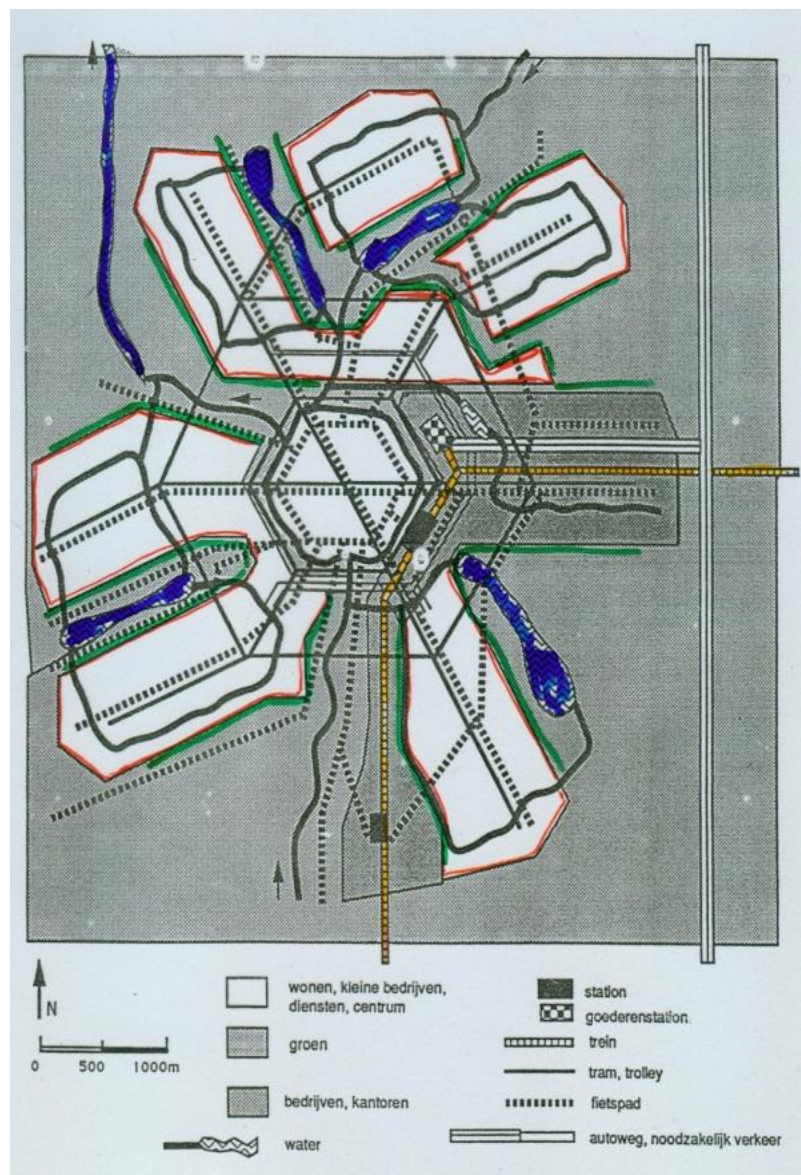 N
0 500 1000m
wonen, kleine bedrijven,
diensten, centrum
groen
bedrijven, kantoren
water
station
goederenstation.
trein
tram, trolley
fietspad
autoweg, noodzakelijk verkeer